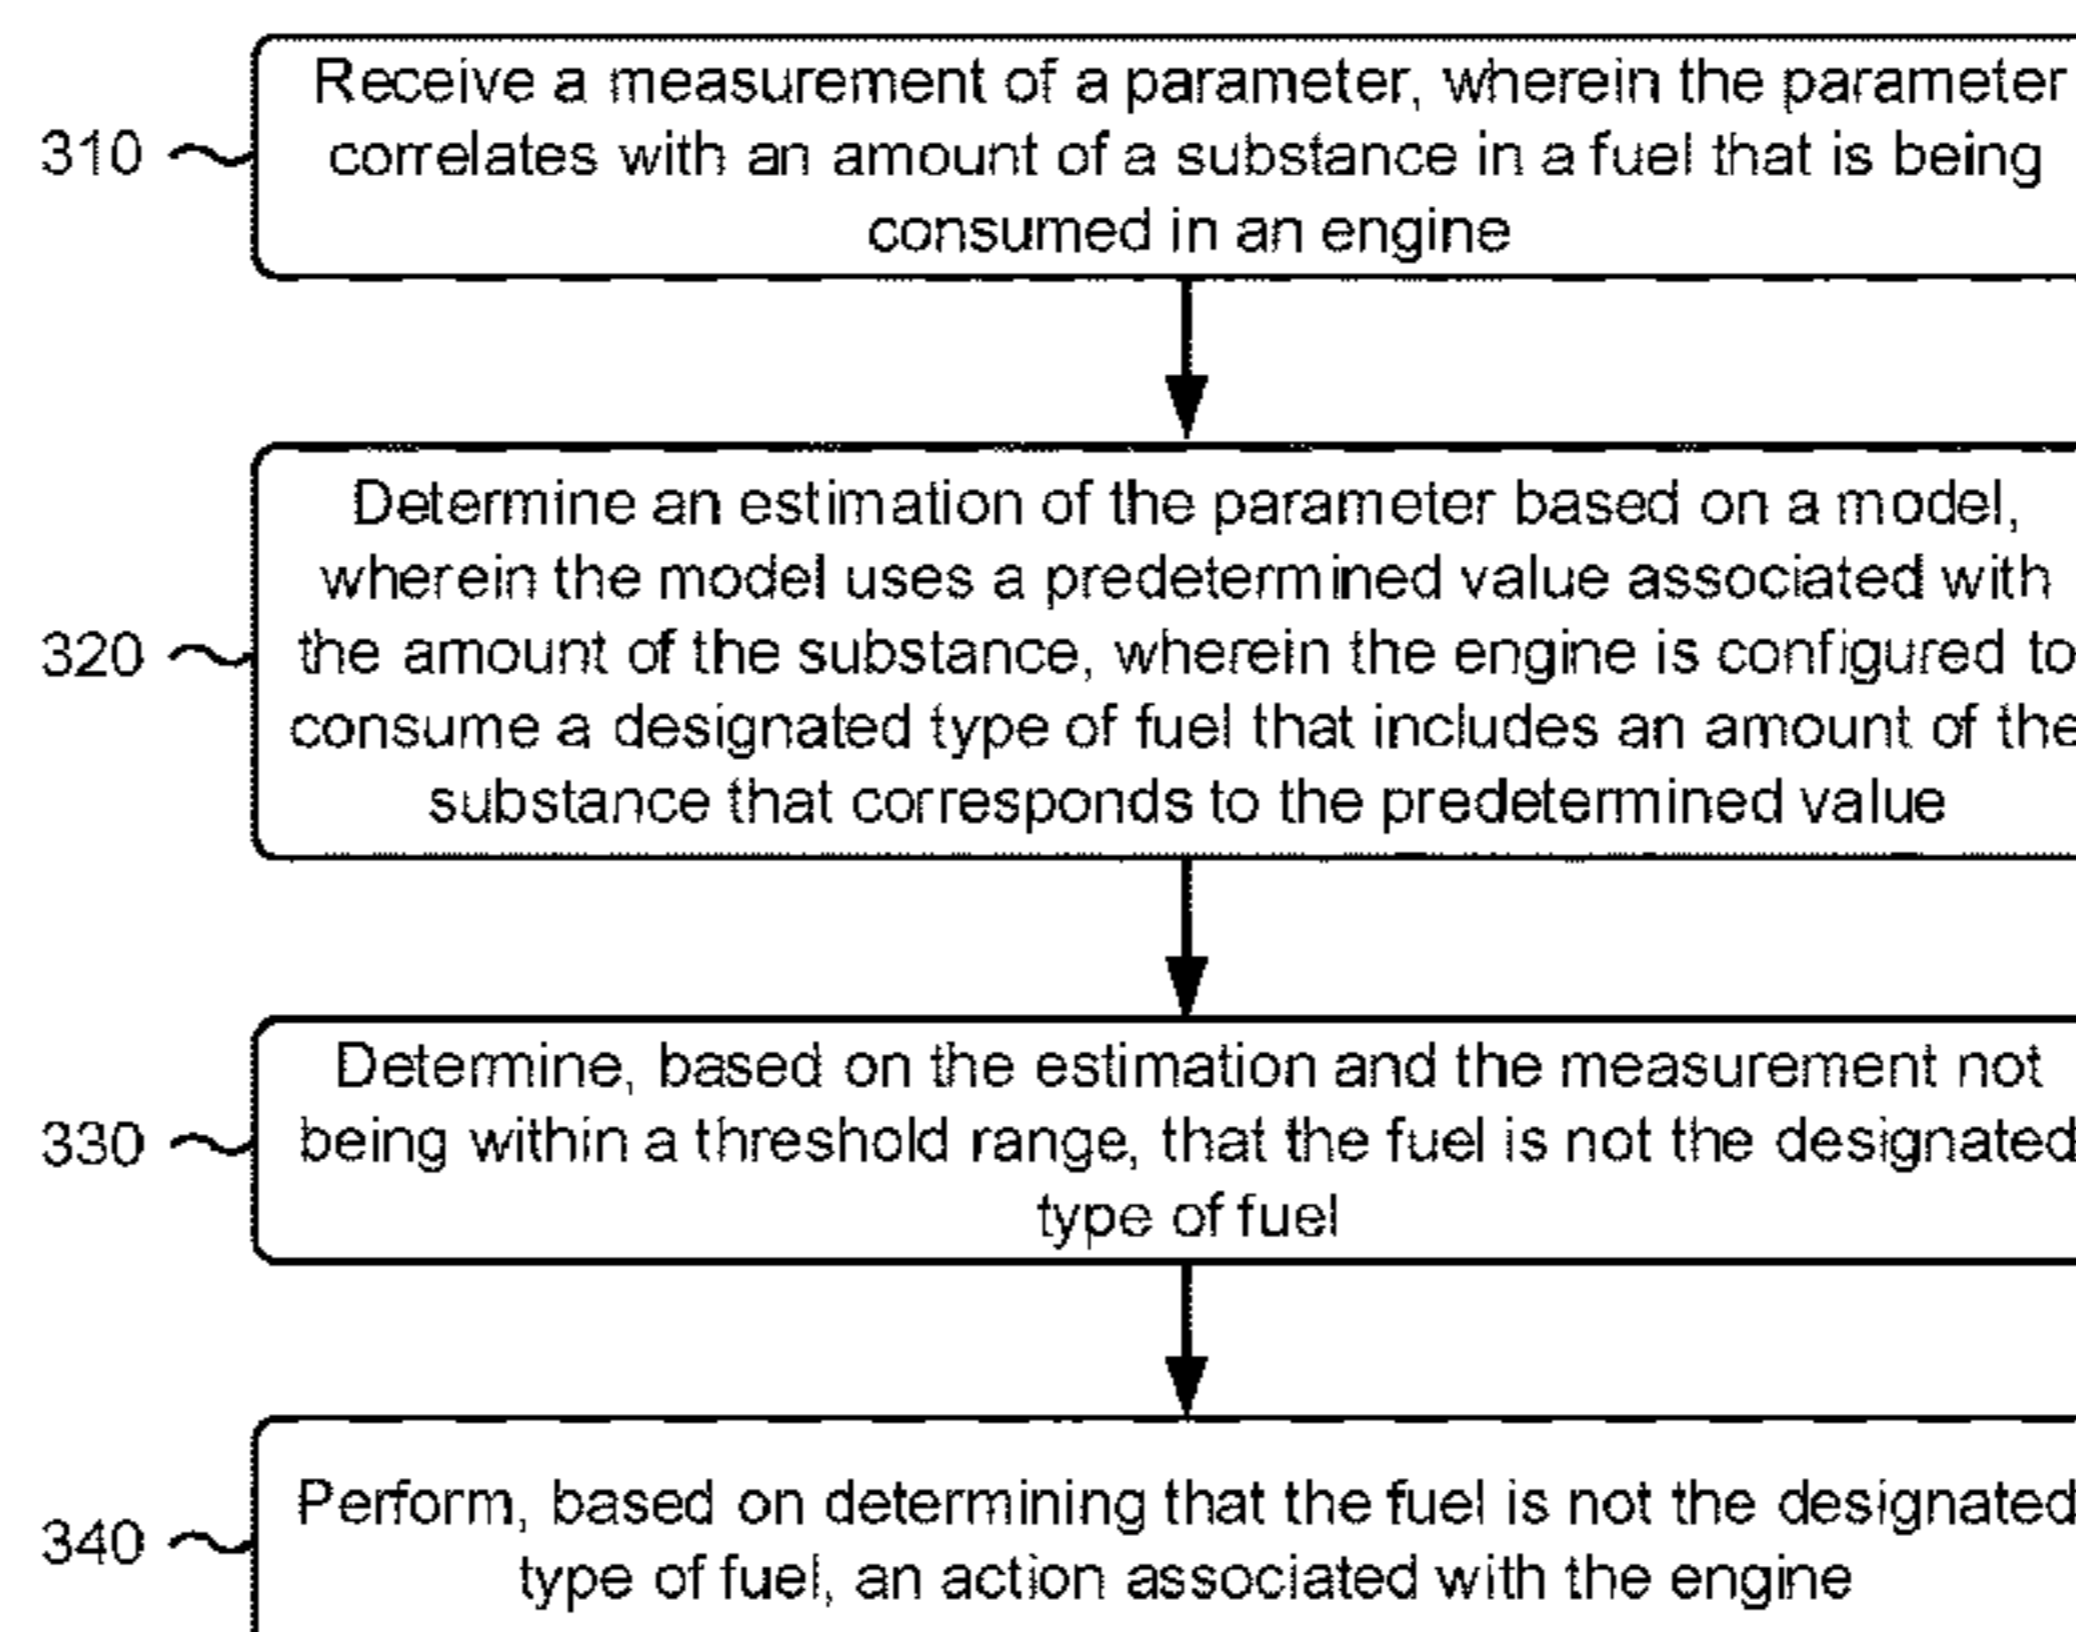 Receive a measurement of a parameter, wherein the parameter
310
correlates with an amount of a substance in a fuel that is being
consumed in an engine
Determine an estimation of the parameter based on a model,
wherein the model uses a predetermined value associated with
320
the amount of the substance, wherein the engine is configured to
consume a designated type of fuel that includes an amount of the
substance that corresponds to the predetermined value
Determine, based on the estimation and the measurement not
330
being within a threshold range, that the fuel is not the designated
type of fuel
340
Perform, based on determining that the fuel is not the designated
type of fuel, an action associated with the engine